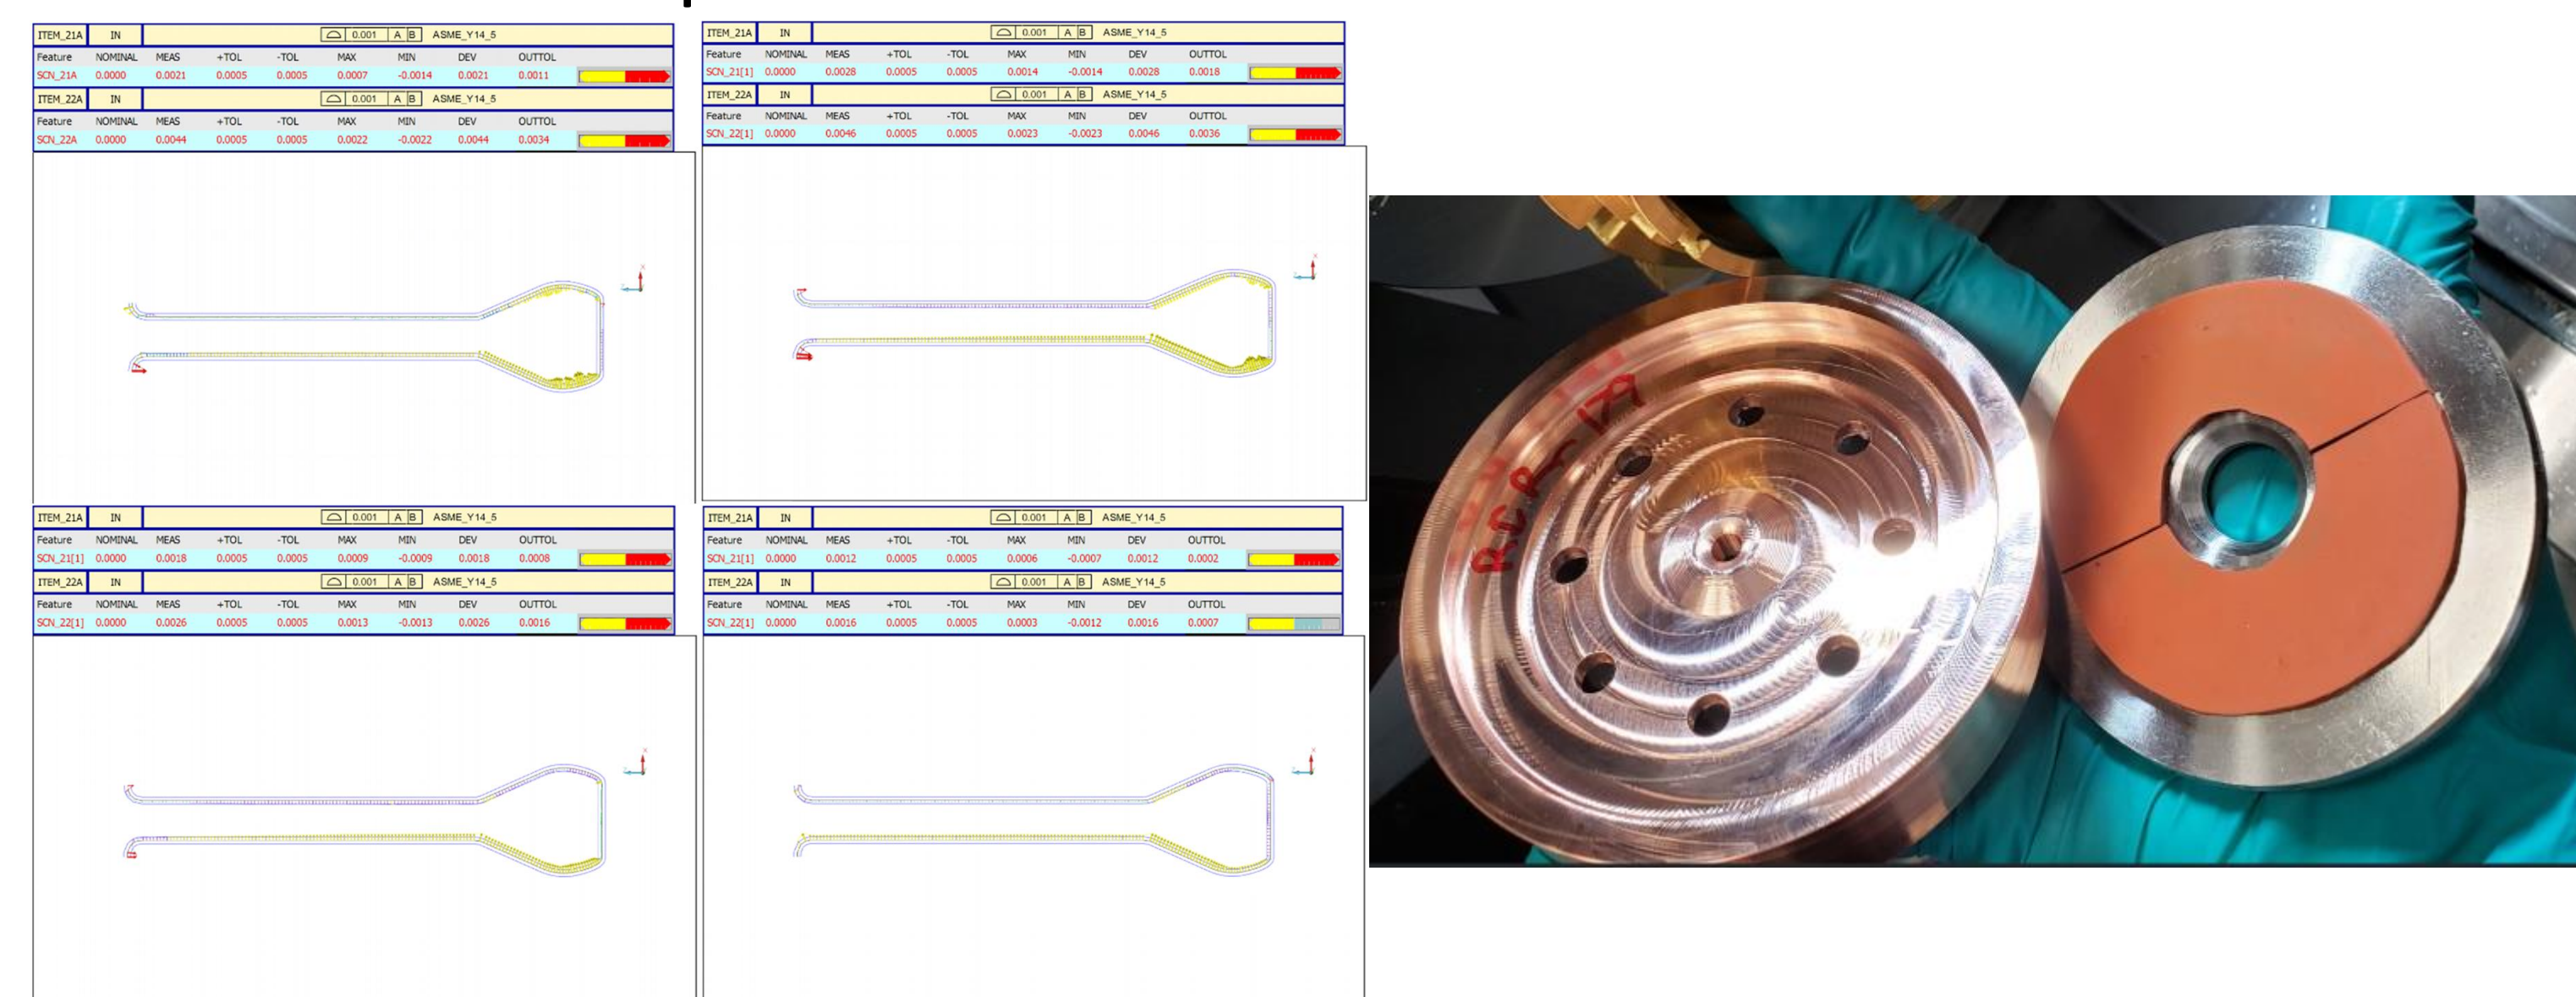 ITEM_21A IN 0.001 A B ASME_Y14_5
Feature NOMINAL MEAS +TOL -TOL MAX MIN DEV OUTTOL
SCN_21A 0.0000 0.0021 0.0005 0.0005 0.0007 -0.0014 0.0021 0.0011
ITEM_22A IN 0.001 A B ASME_Y14_5
Feature NOMINAL MEAS +TOL -TOL MAX MIN DEV OUTTOL
SCN_22A 0.0000 0.0044 0.0005 0.0005 0.0022 -0.0022 0.0044 0.0034
ITEM_21A IN 0.001 A B ASME_Y14_5
Feature NOMINAL MEAS +TOL -TOL MAX MIN DEV OUTTOL
SCN_21[1] 0.0000 0.0028 0.0005 0.0005 0.0014 -0.0014 0.0028 0.0018
ITEM_22A IN 0.001 A B ASME_Y14_5
Feature NOMINAL MEAS +TOL -TOL MAX MIN DEV OUTTOL
SCN_22[1] 0.0000 0.0046 0.0005 0.0005 0.0023 -0.0023 0.0046 0.0036
ITEM_21A IN 0.001 A B ASME_Y14_5
Feature NOMINAL MEAS +TOL -TOL MAX MIN DEV OUTTOL
SCN_21[1] 0.0000 0.0018 0.0005 0.0005 0.0009 -0.0009 0.0018 0.0008
ITEM_22A IN 0.001 A B ASME_Y14_5
Feature NOMINAL MEAS +TOL -TOL MAX MIN DEV OUTTOL
SCN_22[1] 0.0000 0.0026 0.0005 0.0005 0.0013 -0.0013 0.0026 0.0016
ITEM_21A IN 0.001 A B ASME_Y14_5
Feature NOMINAL MEAS +TOL -TOL MAX MIN DEV OUTTOL
SCN_21[1] 0.0000 0.0012 0.0005 0.0005 0.0006 -0.0007 0.0012 0.0002
ITEM_22A IN 0.001 A B ASME_Y14_5
Feature NOMINAL MEAS +TOL -TOL MAX MIN DEV OUTTOL
SCN_22[1] 0.0000 0.0016 0.0005 0.0005 0.0003 -0.0012 0.0016 0.0007